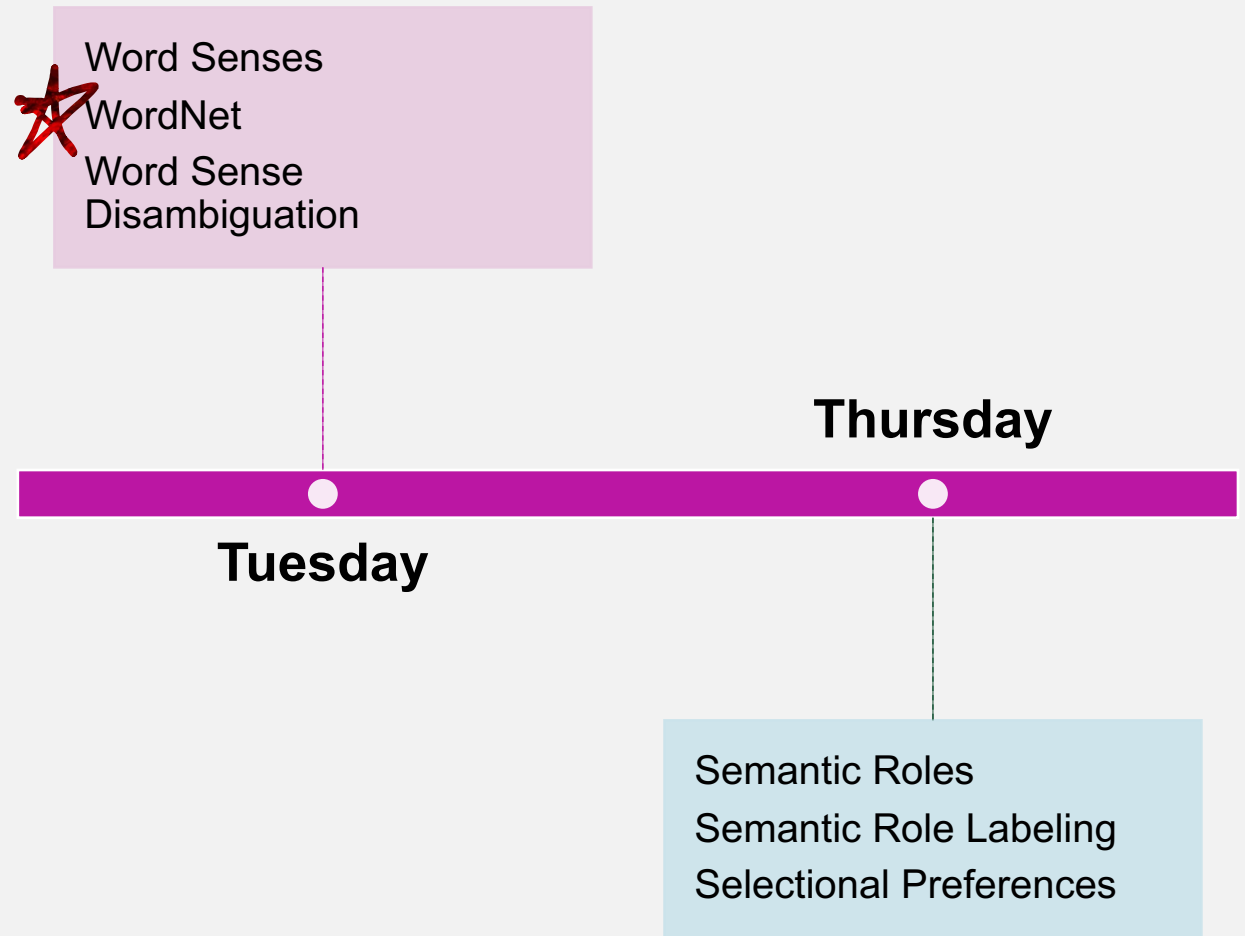 Word Senses
WordNet
Word Sense
Disambiguation
Thursday
Tuesday
Semantic Roles
Semantic Role Labeling
Selectional Preferences